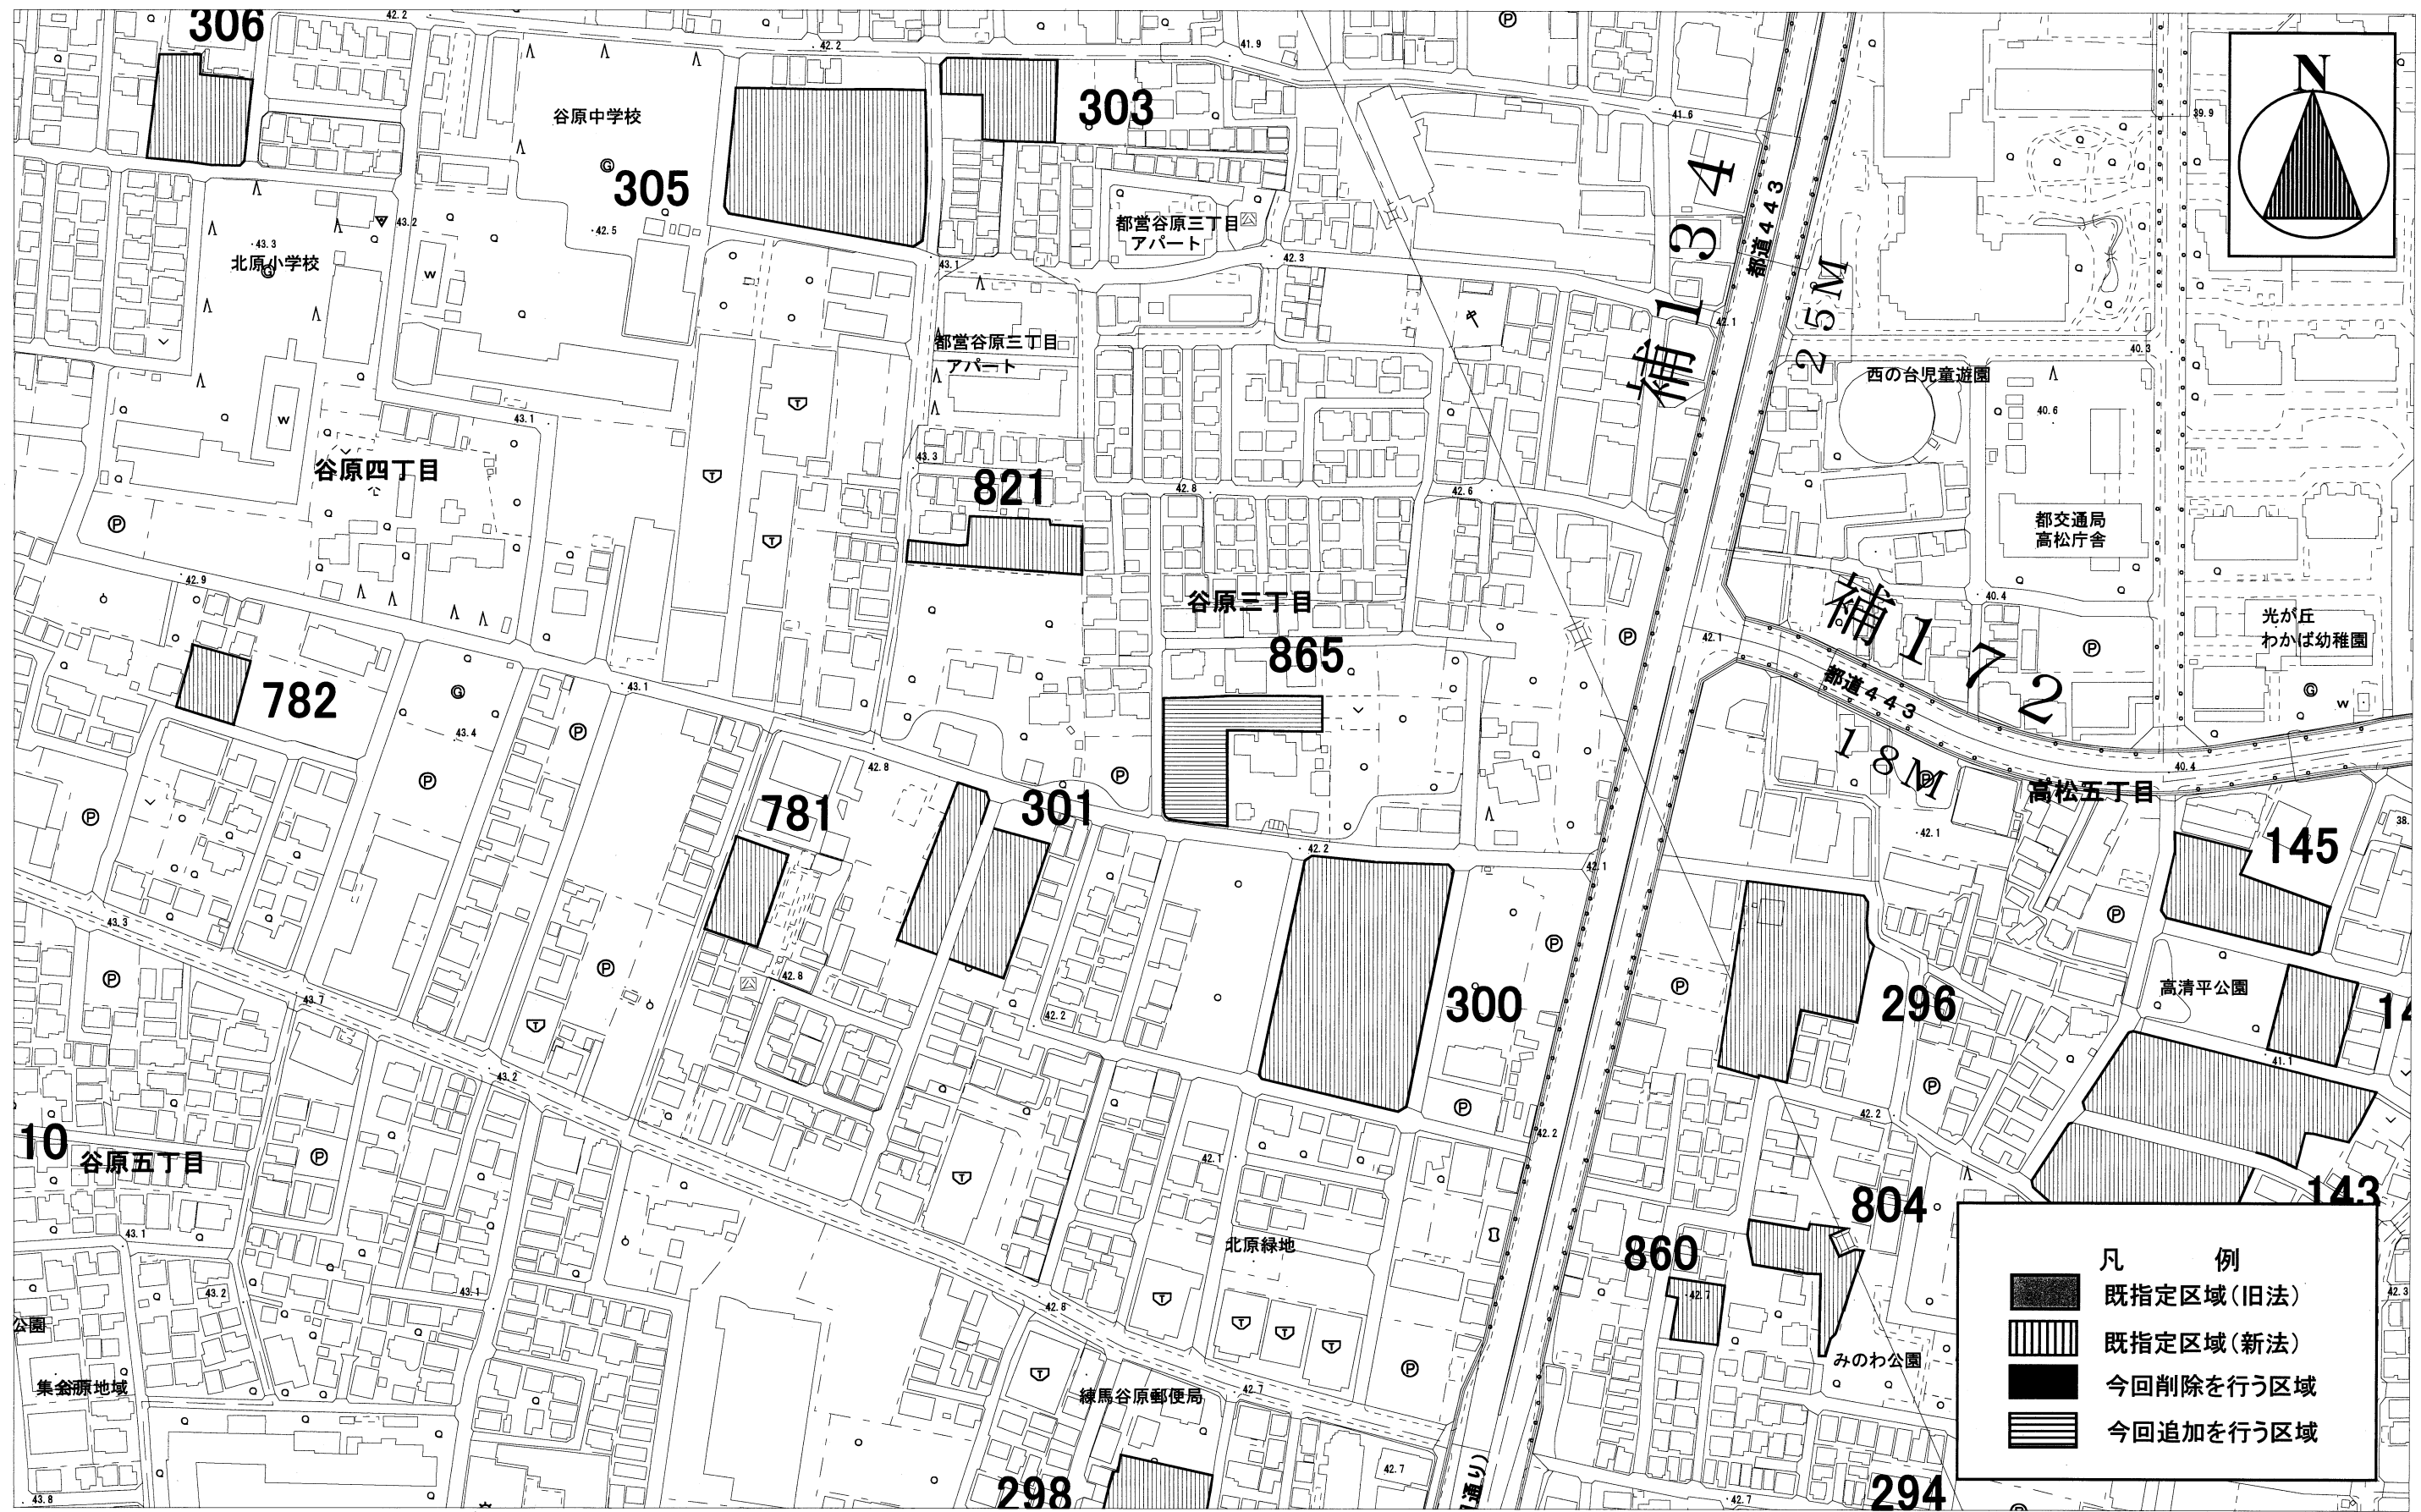 306
42.2
42.2
41.9
303
谷原中学校
305
41.6
39.9
N
補134
都道443
25M
43.2
43.3
北原小学校
42.5
都営谷原三丁目
アパート
43.1
42.3
都営谷原三丁目
アパート
42.1
40.3
西の台児童遊園
40.6
43.1
谷原四丁目
43.3
821
42.8
42.6
都交通局
高松庁舎
42.9
谷原三丁目
40.4
補172
光が丘
わかば幼稚園
865
42.1
782
43.1
都道443
43.4
18M
42.8
40.4
高松五丁目
781
301
42.1
38.
145
42.2
42.1
43.3
42.8
高清平公園
43.7
300
296
14
42.2
41.1
43.2
42.2
42.2
10
谷原五丁目
42.1
143
804
43.1
北原緑地
860
43.2
43.1
42.8
42.7
42.3
公園
みのわ公園
練馬谷原郵便局
42.7
42.7
298
通り)
294
43.8
42.7
凡 例
既指定区域(旧法)
既指定区域(新法)
今回削除を行う区域
今回追加を行う区域